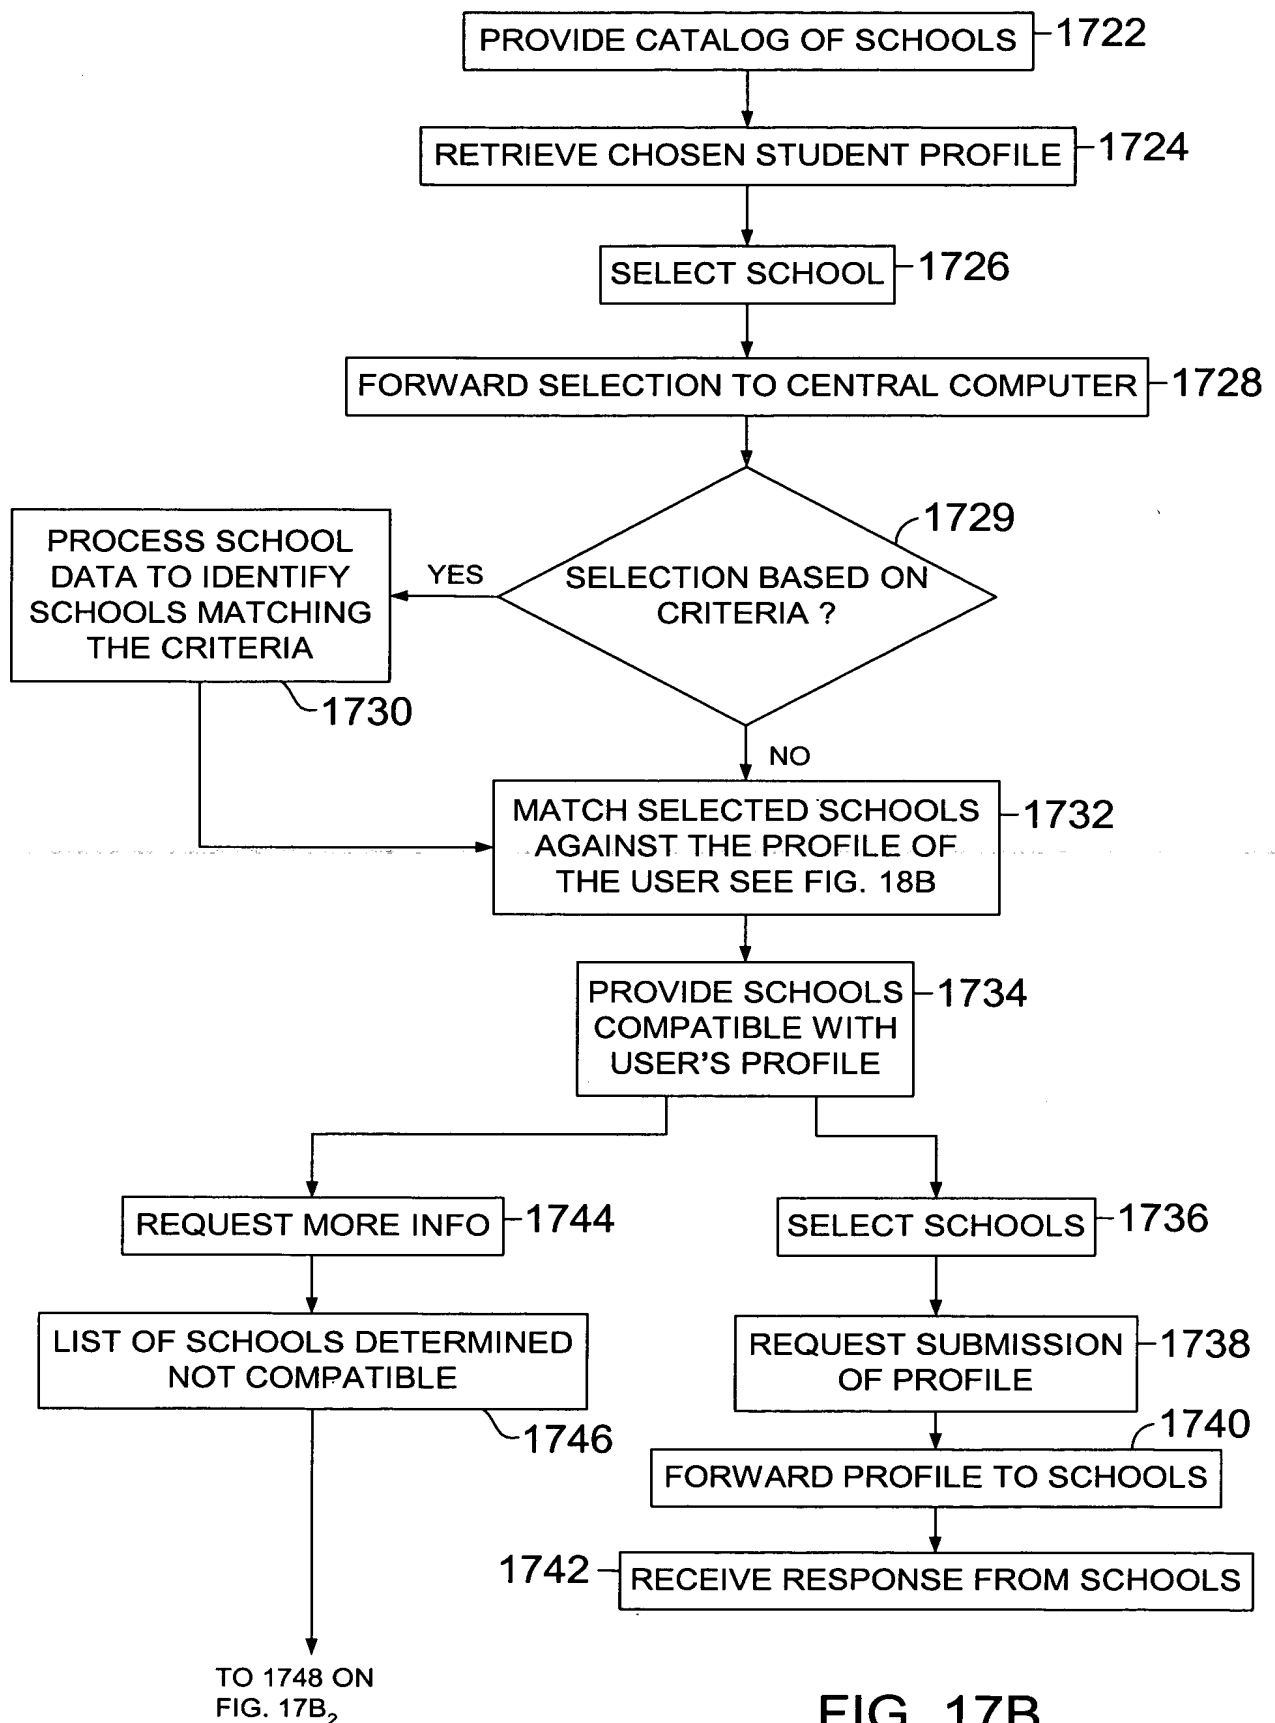 PROVIDE CATALOG OF SCHOOLS
1722
RETRIEVE CHOSEN STUDENT PROFILE
1724
SELECT SCHOOL
1726
FORWARD SELECTION TO CENTRAL COMPUTER
1728
1729
SELECTION BASED ON
CRITERIA ?
YES
PROCESS SCHOOL
DATA TO IDENTIFY
SCHOOLS MATCHING
THE CRITERIA
1730
NO
MATCH SELECTED SCHOOLS
AGAINST THE PROFILE OF
THE USER SEE FIG. 18B
1732
PROVIDE SCHOOLS
COMPATIBLE WITH
USER'S PROFILE
1734
REQUEST MORE INFO
1744
LIST OF SCHOOLS DETERMINED
NOT COMPATIBLE
1746
TO 1748 ON
FIG. 17B2
SELECT SCHOOLS
1736
REQUEST SUBMISSION
OF PROFILE
1738
1740
FORWARD PROFILE TO SCHOOLS
1742
RECEIVE RESPONSE FROM SCHOOLS
FIG. 17B